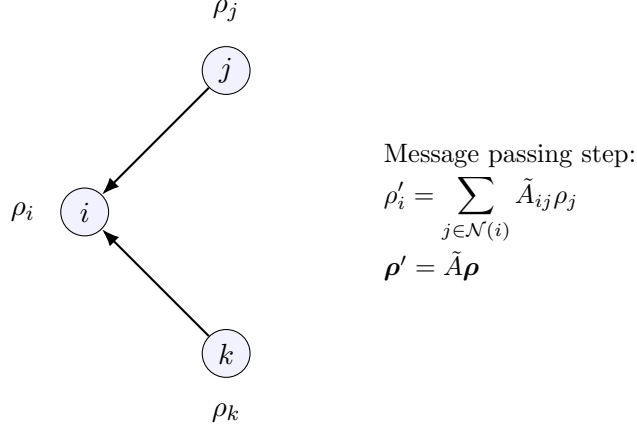 ρ_j
j
Message passing step:
ρ_i
i
ρ'_i = ∑_{j∈𝒩(i)} Ã_{ij}ρ_j
𝛒' = Ã𝛒
k
ρ_k